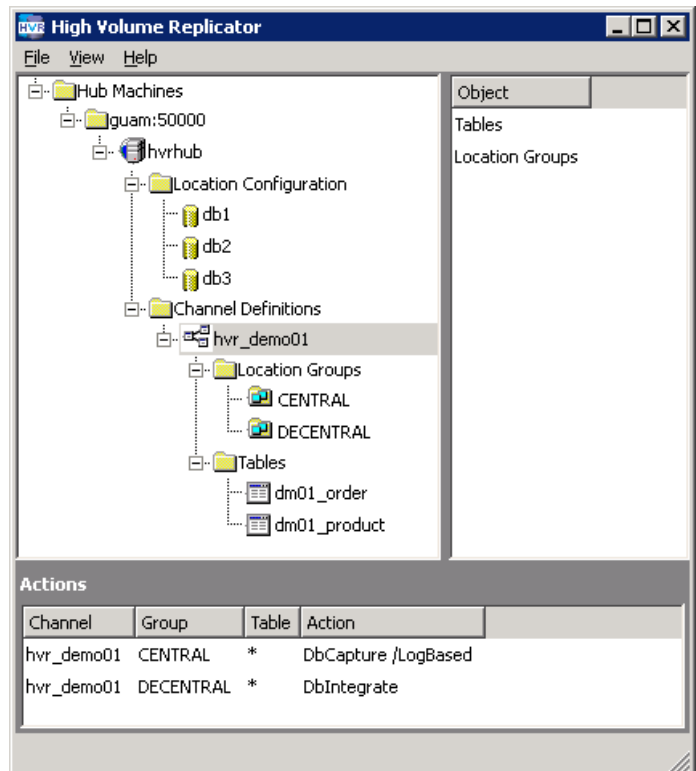 HVR High Volume Replicator
File View Help
Hub Machines
guam:50000
hvrhub
Location Configuration
db1
db2
db3
Channel Definitions
hvr_demo01
Location Groups
CENTRAL
DECENTRAL
Tables
dm01_order
dm01_product
Object
Tables
Location Groups
Actions
Channel Group Table Action
hvr_demo01 CENTRAL * DbCapture /LogBased
hvr_demo01 DECENTRAL * DbIntegrate